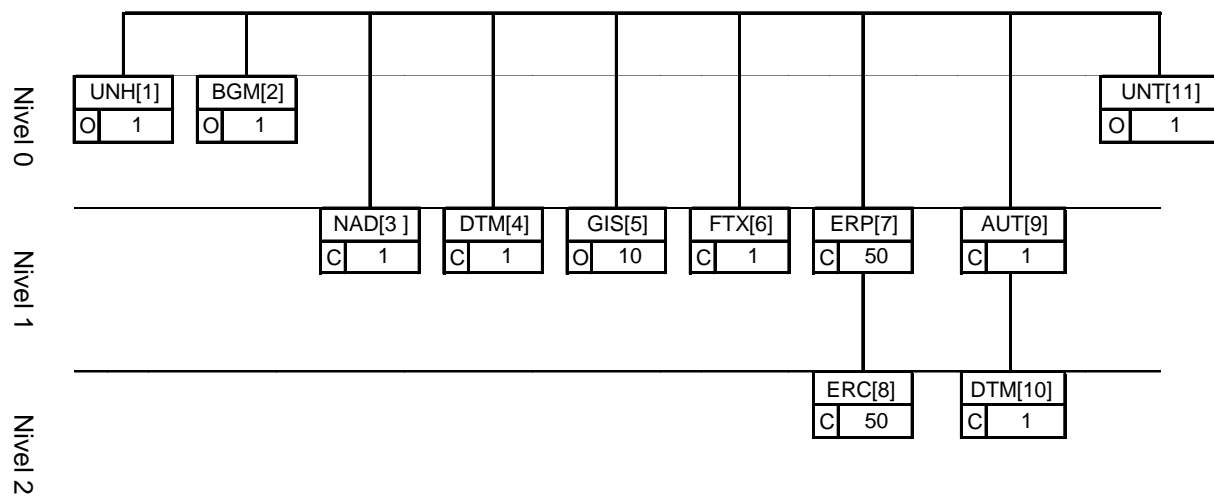 Nivel 0
UNH[1]
O 1
BGM[2]
O 1
UNT[11]
O 1
Nivel 1
NAD[3 ]
C 1
DTM[4]
C 1
GIS[5]
O 10
FTX[6]
C 1
ERP[7]
C 50
AUT[9]
C 1
Nivel 2
ERC[8]
C 50
DTM[10]
C 1